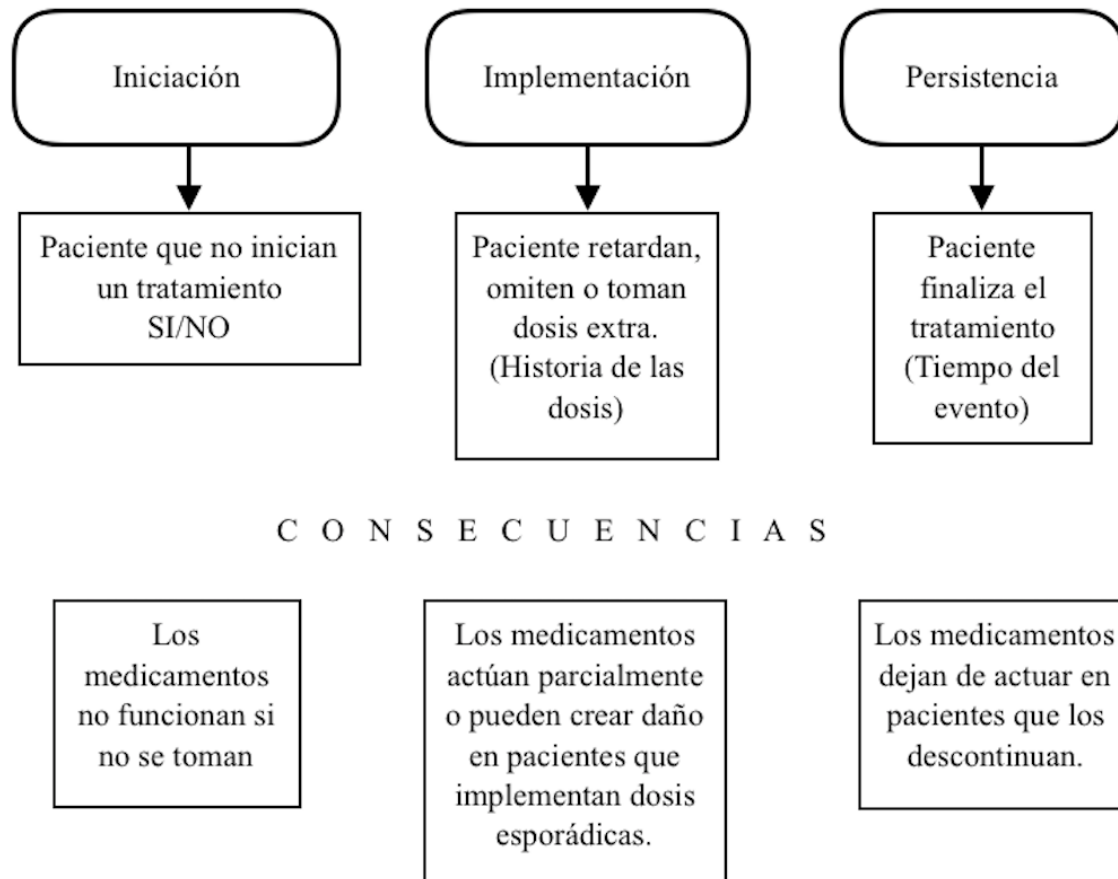 Iniciación
Implementación
Persistencia
Paciente que no inician
un tratamiento
SI/NO
Paciente retardan,
omiten o toman
dosis extra.
(Historia de las
dosis)
Paciente
finaliza el
tratamiento
(Tiempo del
evento)
C O N S E C U E N C I A S
Los
medicamentos
no funcionan si
no se toman
Los medicamentos
actúan parcialmente
o pueden crear daño
en pacientes que
implementan dosis
esporádicas.
Los medicamentos
dejan de actuar en
pacientes que los
descontinuan.